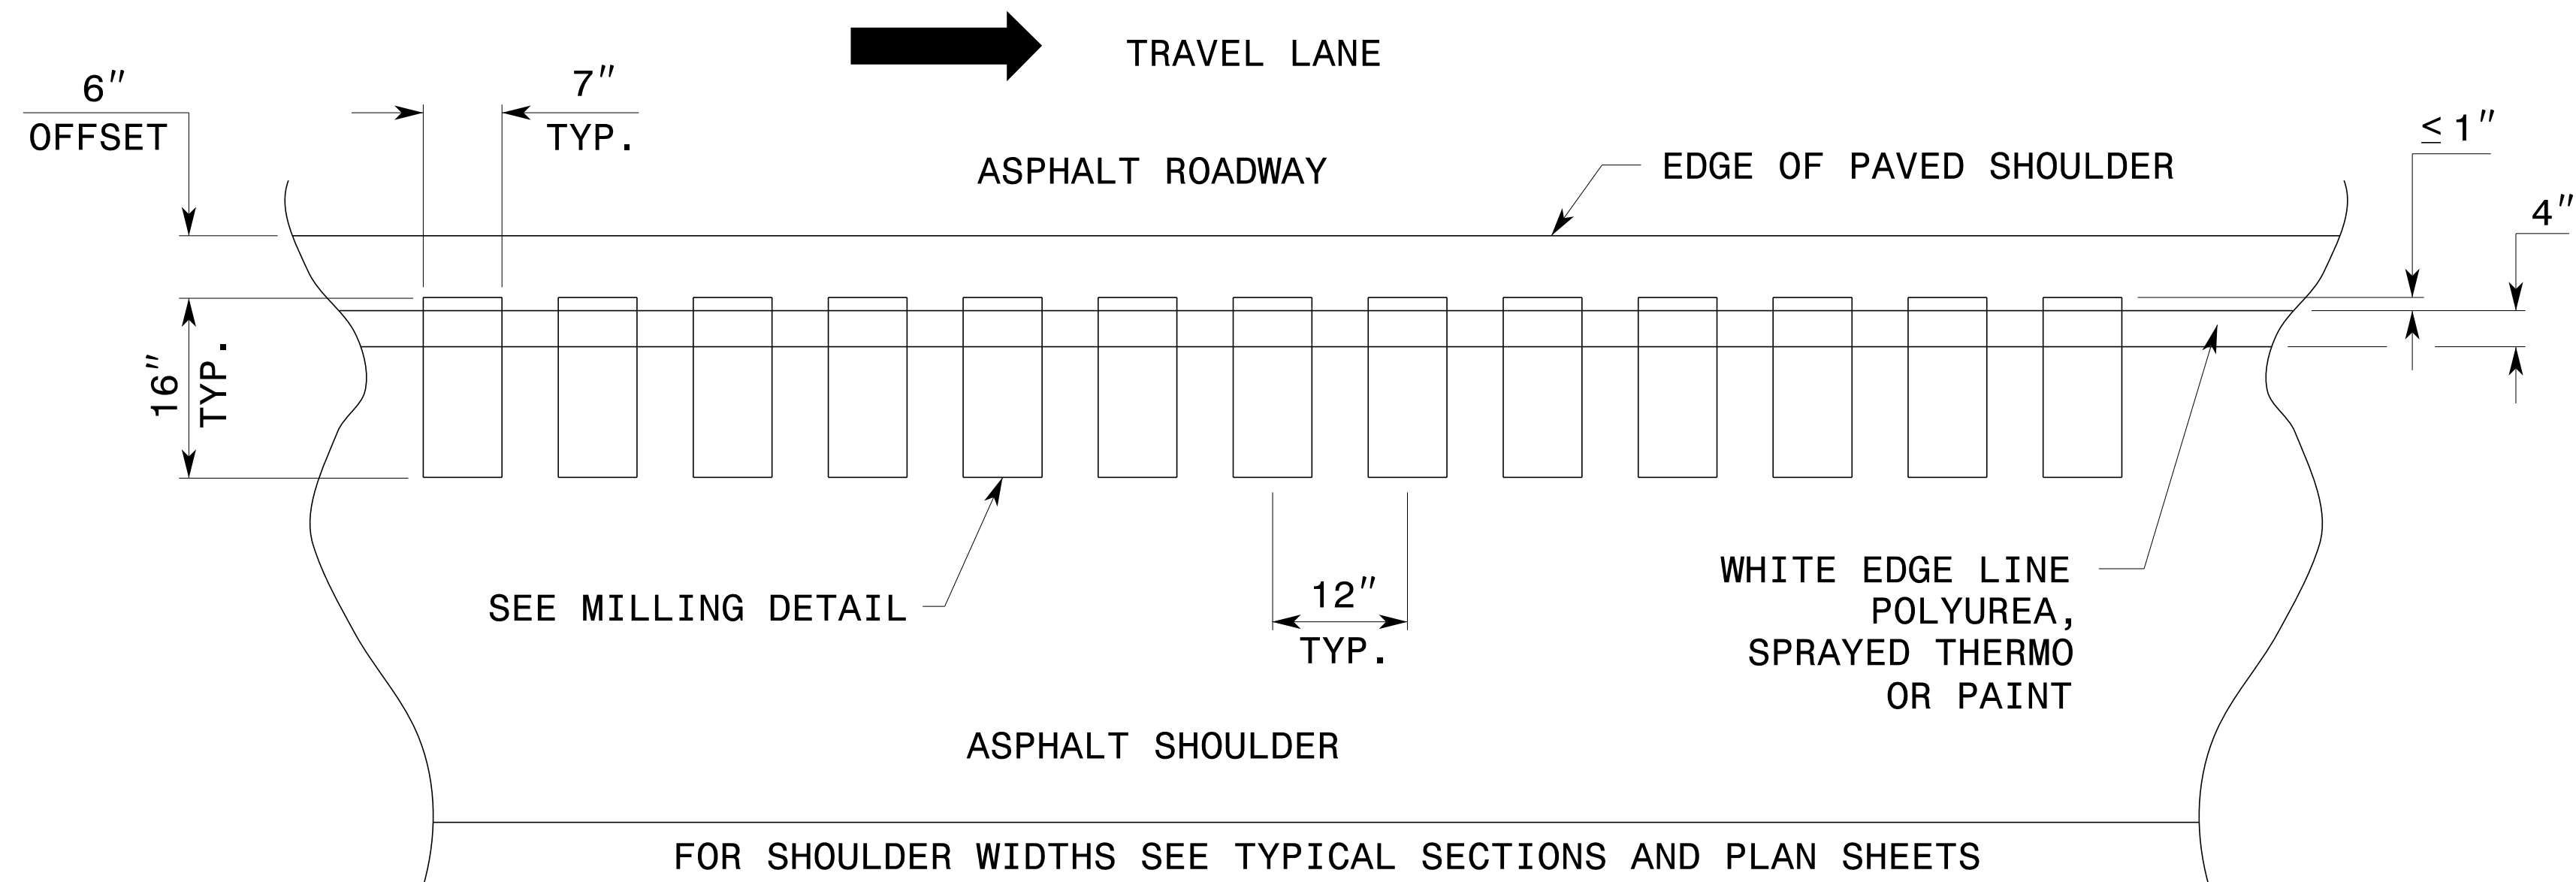 TRAVEL LANE
6"
OFFSET
7"
TYP.
≤ 1"
ASPHALT ROADWAY
EDGE OF PAVED SHOULDER
4"
16"
TYP.
SEE MILLING DETAIL
12"
TYP.
WHITE EDGE LINE
POLYUREA,
SPRAYED THERMO
OR PAINT
ASPHALT SHOULDER
FOR SHOULDER WIDTHS SEE TYPICAL SECTIONS AND PLAN SHEETS